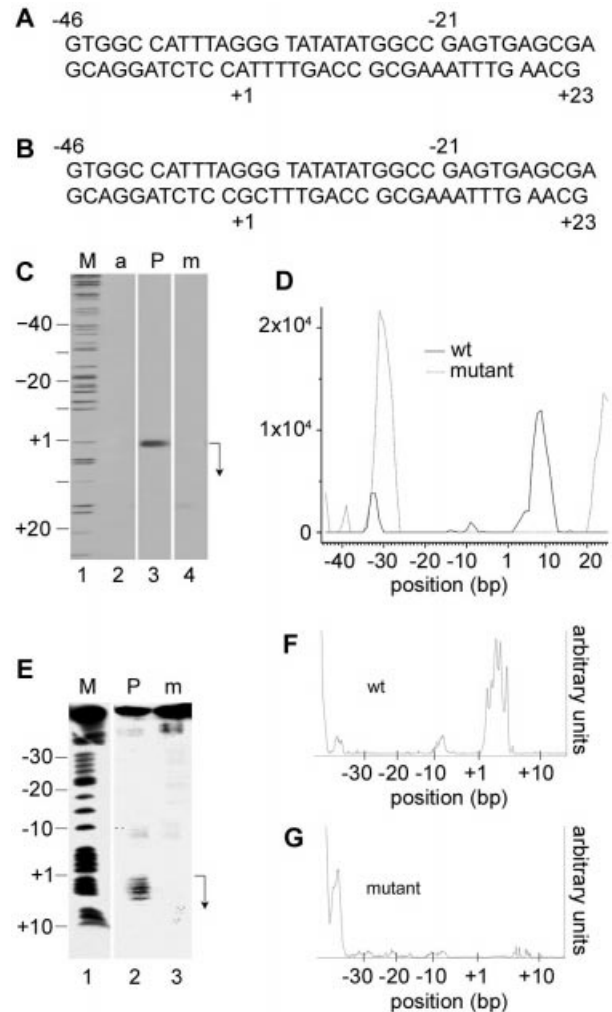 A
-46 -21
GTGGC CATTTAGGG TATATATGGCC GAGTGAGCGA
GCAGGATCTCC CATTTTGACC GCGAAATTTG AACG
+1 +23
B
-46 -21
GTGGC CATTTAGGG TATATATGGCC GAGTGAGCGA
GCAGGATCTCC CGCTTTGACC GCGAAATTTG AACG
+1 +23
C
M a P m
-40
-20
+1
+20
1 2 3 4
D
2x10⁴
1x10⁴
0
wt
mutant
-40 -30 -20 -10 1 10 20
position (bp)
E
M P m
-30
-20
-10
+1
+10
1 2 3
F
wt
arbitrary units
-30 -20 -10 +1 +10
position (bp)
G
mutant
arbitrary units
-30 -20 -10 +1 +10
position (bp)